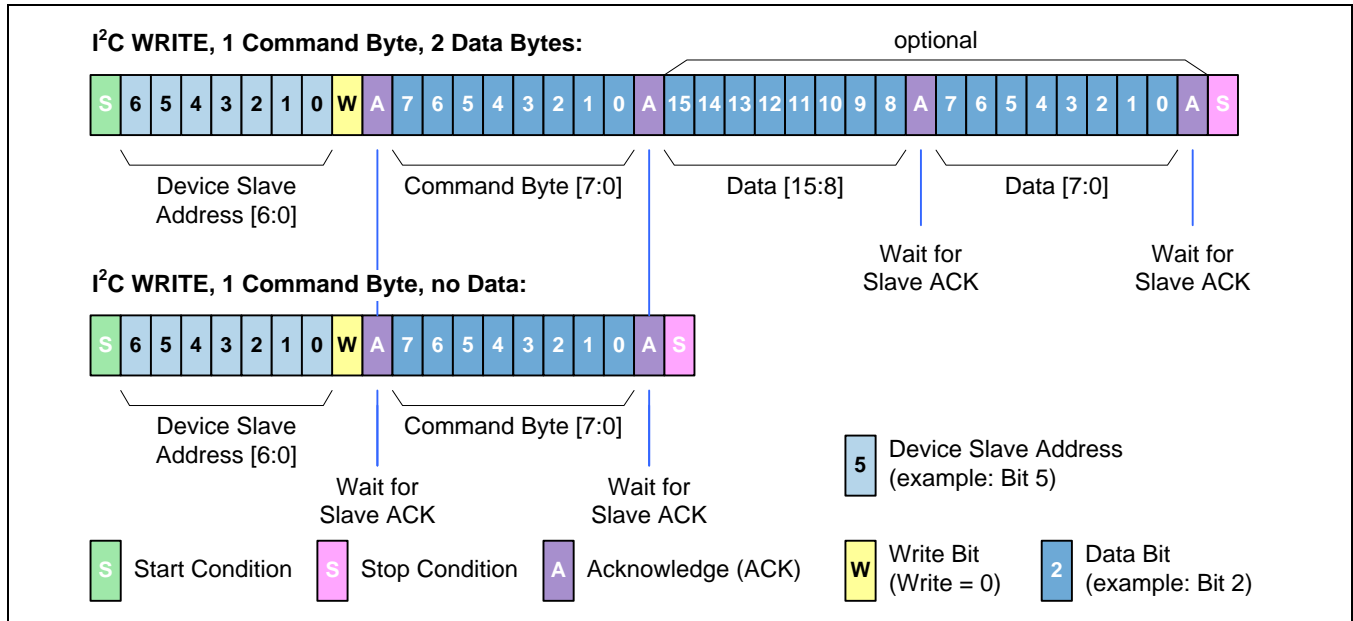 I²C WRITE, 1 Command Byte, 2 Data Bytes:
optional
S 6 5 4 3 2 1 0 W A 7 6 5 4 3 2 1 0 A 15 14 13 12 11 10 9 8 A 7 6 5 4 3 2 1 0 A S
Device Slave
Address [6:0]
Command Byte [7:0]
Data [15:8]
Data [7:0]
Wait for
Slave ACK
Wait for
Slave ACK
I²C WRITE, 1 Command Byte, no Data:
S 6 5 4 3 2 1 0 W A 7 6 5 4 3 2 1 0 A S
Device Slave
Address [6:0]
Command Byte [7:0]
Wait for
Slave ACK
Wait for
Slave ACK
5 Device Slave Address
(example: Bit 5)
S Start Condition
S Stop Condition
A Acknowledge (ACK)
W Write Bit
(Write = 0)
2 Data Bit
(example: Bit 2)